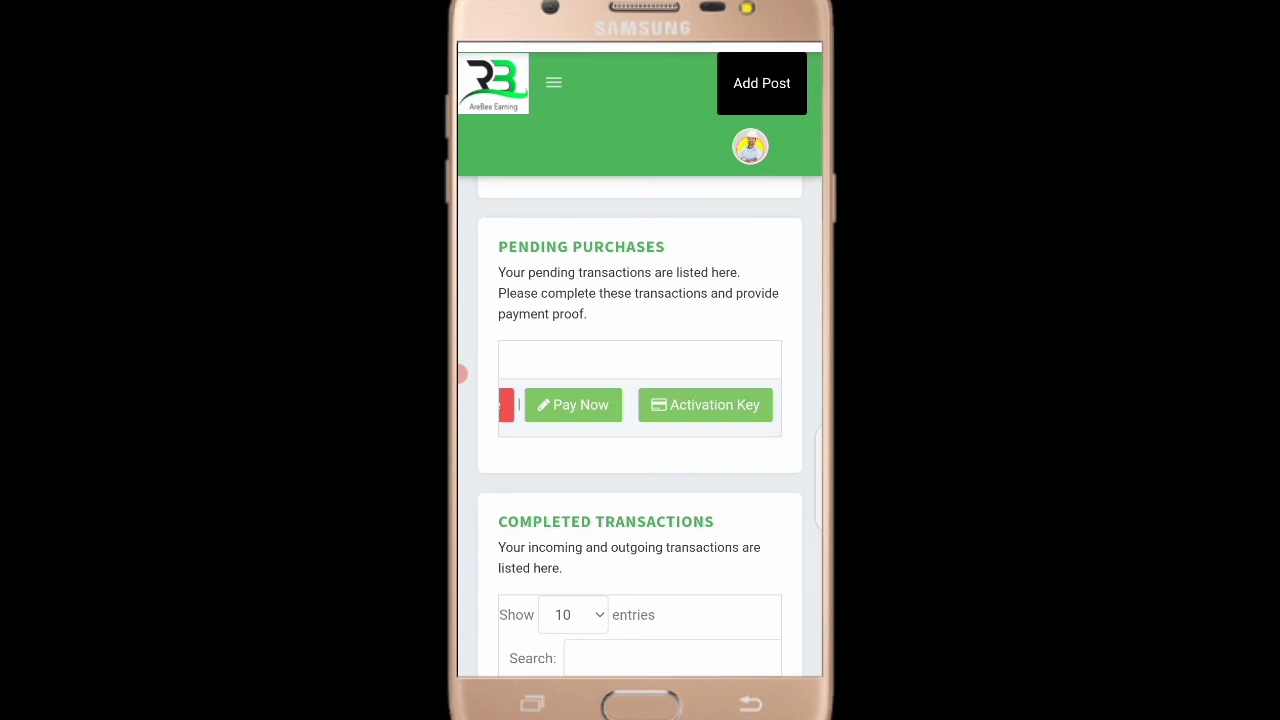 SAMSUNG
RB
AreBee Earning
Add Post
PENDING PURCHASES
Your pending transactions are listed here.
Please complete these transactions and provide
payment proof.
| Pay Now Activation Key
COMPLETED TRANSACTIONS
Your incoming and outgoing transactions are
listed here.
Show 10 entries
Search: